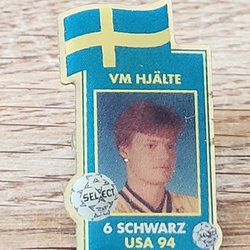 VM HJÄLTE
SELECT
6 SCHWARZ
USA 94